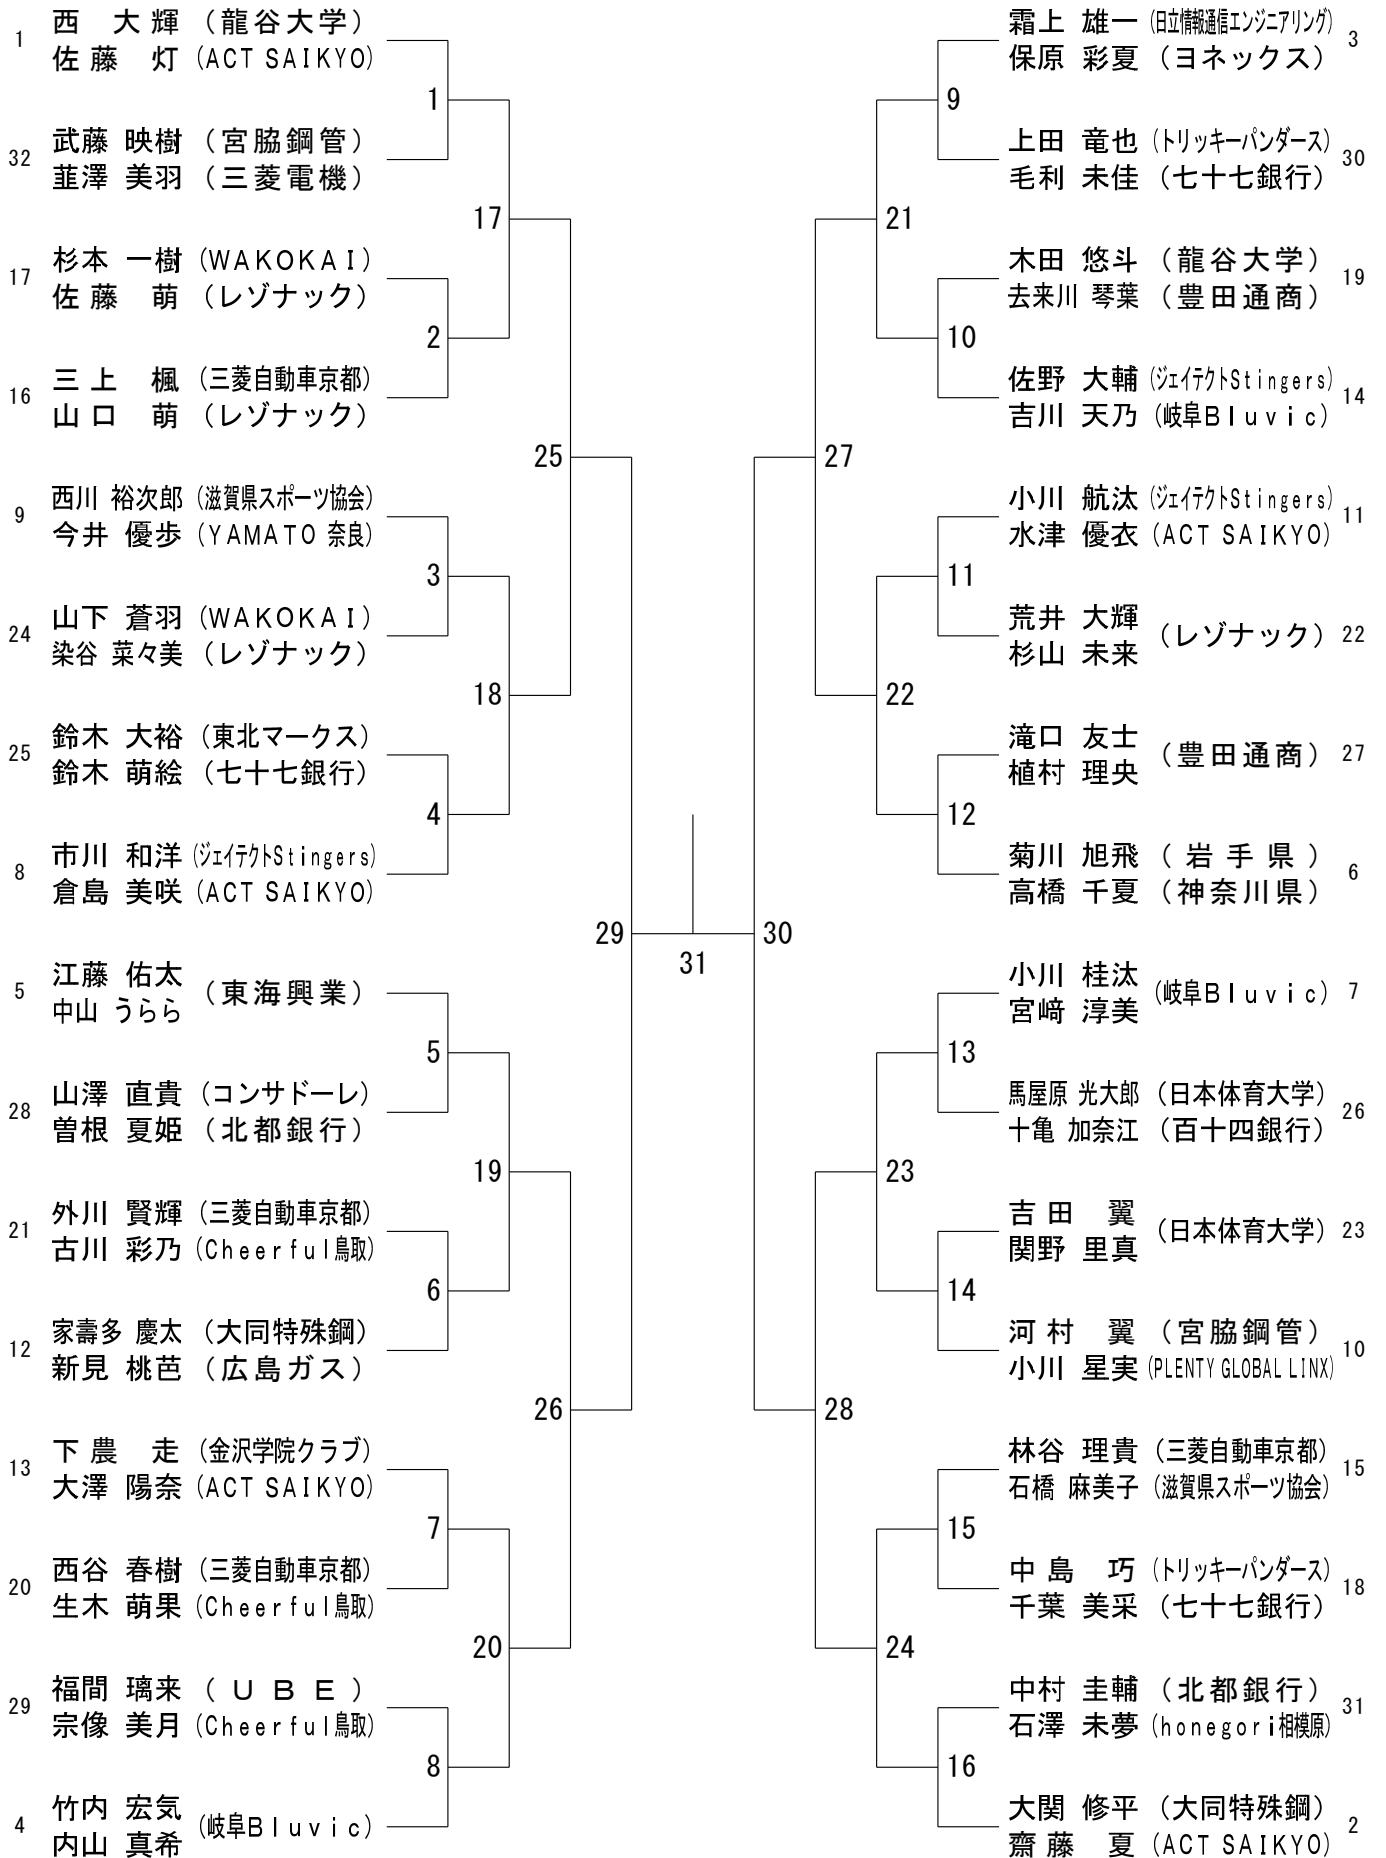 1
西 大輝 (龍谷大学)
佐藤 灯 (ACT SAIKYO)
1
32
武藤 映樹 (宮脇鋼管)
韮澤 美羽 (三菱電機)
17
17
杉本 一樹 (WAKOKAI)
佐藤 萌 (レゾナック)
2
16
三上 楓 (三菱自動車京都)
山口 萌 (レゾナック)
25
9
西川 裕次郎 (滋賀県スポーツ協会)
今井 優歩 (YAMATO 奈良)
3
24
山下 蒼羽 (WAKOKAI)
染谷 菜々美 (レゾナック)
18
25
鈴木 大裕 (東北マークス)
鈴木 萌絵 (七十七銀行)
4
8
市川 和洋 (ジェイテクトStingers)
倉島 美咲 (ACT SAIKYO)
29
5
江藤 佑太
中山 うらら
(東海興業)
5
28
山澤 直貴 (コンサドーレ)
曽根 夏姫 (北都銀行)
19
21
外川 賢輝 (三菱自動車京都)
古川 彩乃 (Cheerful鳥取)
6
12
家壽多 慶太 (大同特殊鋼)
新見 桃芭 (広島ガス)
26
13
下農 走 (金沢学院クラブ)
大澤 陽奈 (ACT SAIKYO)
7
20
西谷 春樹 (三菱自動車京都)
生木 萌果 (Cheerful鳥取)
20
29
福間 璃来 (UBE)
宗像 美月 (Cheerful鳥取)
8
4
竹内 宏気
内山 真希
(岐阜Bluvic)
31
霜上 雄一 (日立情報通信エンジニアリング)
保原 彩夏 (ヨネックス)
3
9
上田 竜也 (トリッキーパンダース)
毛利 未佳 (七十七銀行)
30
21
木田 悠斗 (龍谷大学)
去来川 琴葉 (豊田通商)
19
10
佐野 大輔 (ジェイテクトStingers)
吉川 天乃 (岐阜Bluvic)
14
27
小川 航汰 (ジェイテクトStingers)
水津 優衣 (ACT SAIKYO)
11
11
荒井 大輝
杉山 未来
(レゾナック)
22
22
滝口 友士
植村 理央
(豊田通商)
27
12
菊川 旭飛 (岩手県)
高橋 千夏 (神奈川県)
6
30
小川 桂汰
宮﨑 淳美
(岐阜Bluvic)
7
13
馬屋原 光大郎 (日本体育大学)
十亀 加奈江 (百十四銀行)
26
23
吉田 翼
関野 里真
(日本体育大学)
23
14
河村 翼 (宮脇鋼管)
小川 星実 (PLENTY GLOBAL LINX)
10
28
林谷 理貴 (三菱自動車京都)
石橋 麻美子 (滋賀県スポーツ協会)
15
15
中島 巧 (トリッキーパンダース)
千葉 美采 (七十七銀行)
18
24
中村 圭輔 (北都銀行)
石澤 未夢 (honegori相模原)
31
16
大関 修平 (大同特殊鋼)
齋藤 夏 (ACT SAIKYO)
2